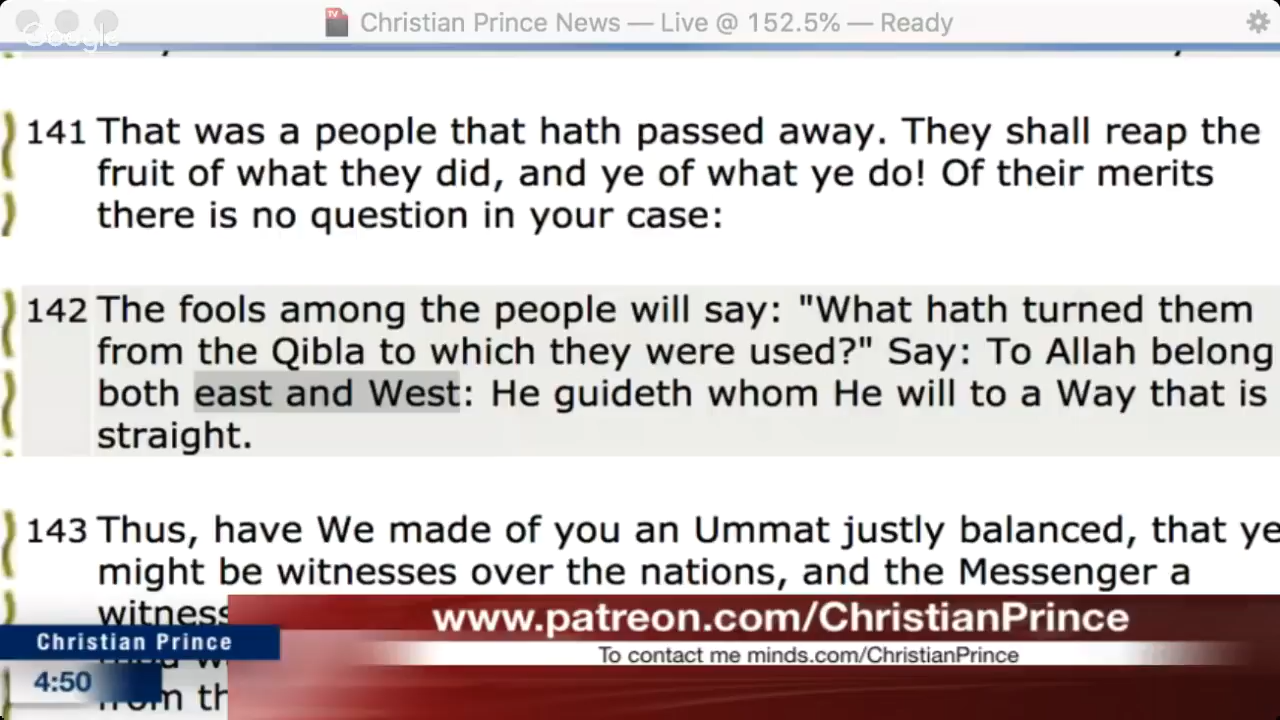 Christian Prince News — Live @ 152.5% — Ready
Google
141 That was a people that hath passed away. They shall reap the
fruit of what they did, and ye of what ye do! Of their merits
there is no question in your case:
142 The fools among the people will say: "What hath turned them
from the Qibla to which they were used?" Say: To Allah belong
both east and West: He guideth whom He will to a Way that is
straight.
143 Thus, have We made of you an Ummat justly balanced, that ye
might be witnesses over the nations, and the Messenger a
witness
www.patreon.com/ChristianPrince
Christian Prince
To contact me minds.com/ChristianPrince
4:50